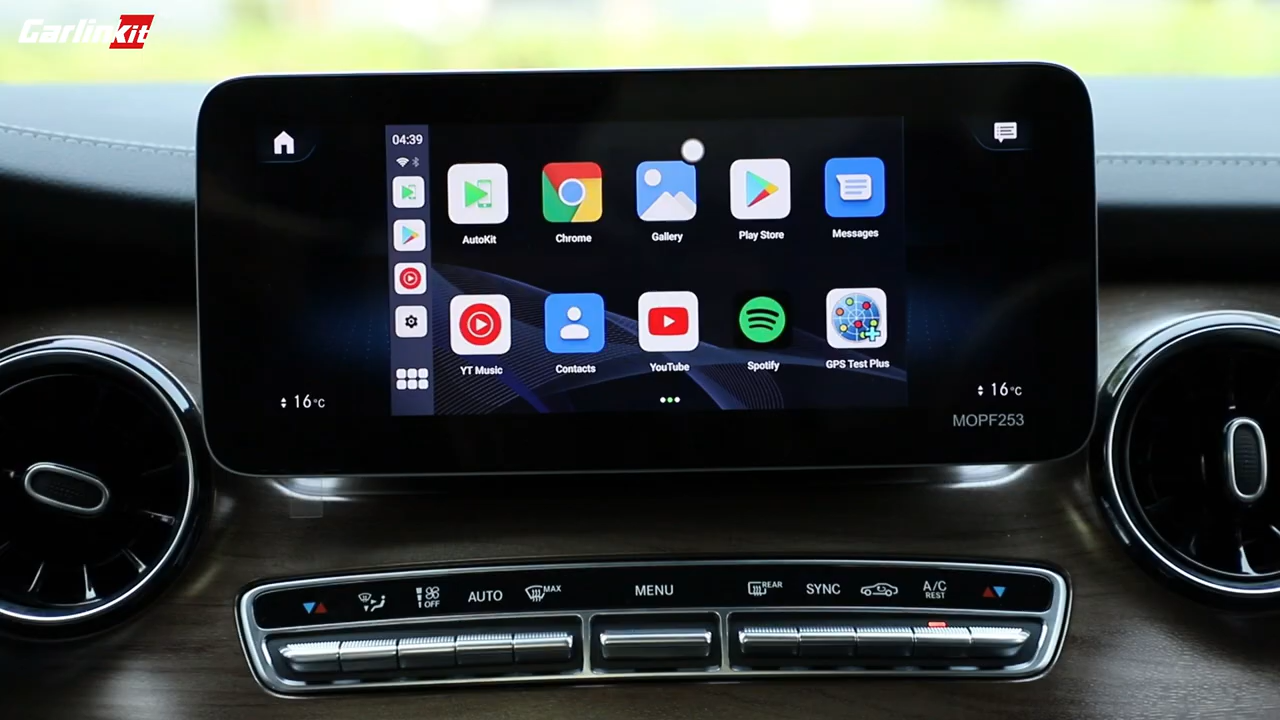 Carlinkit
04:39
AutoKit
Chrome
Gallery
Play Store
Messages
YT Music
Contacts
YouTube
Spotify
GPS Test Plus
16°C
16°C
MOPF253
OFF
AUTO
MAX
MENU
REAR
SYNC
A/C
REST